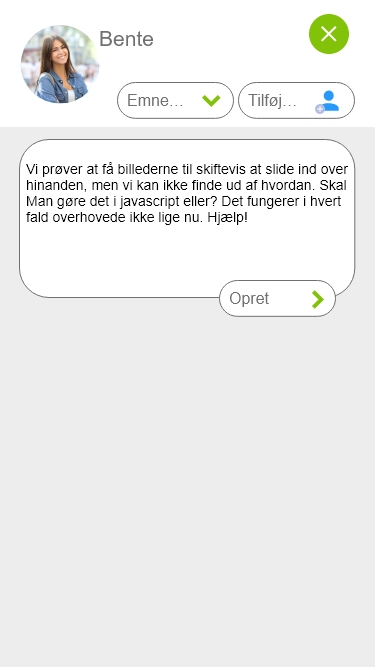 Bente
Emne...
Tilføj...
Vi prøver at få billederne til skiftevis at slide ind over
hinanden, men vi kan ikke finde ud af hvordan. Skal
Man gøre det i javascript eller? Det fungerer i hvert
fald overhovede ikke lige nu. Hjælp!
Opret